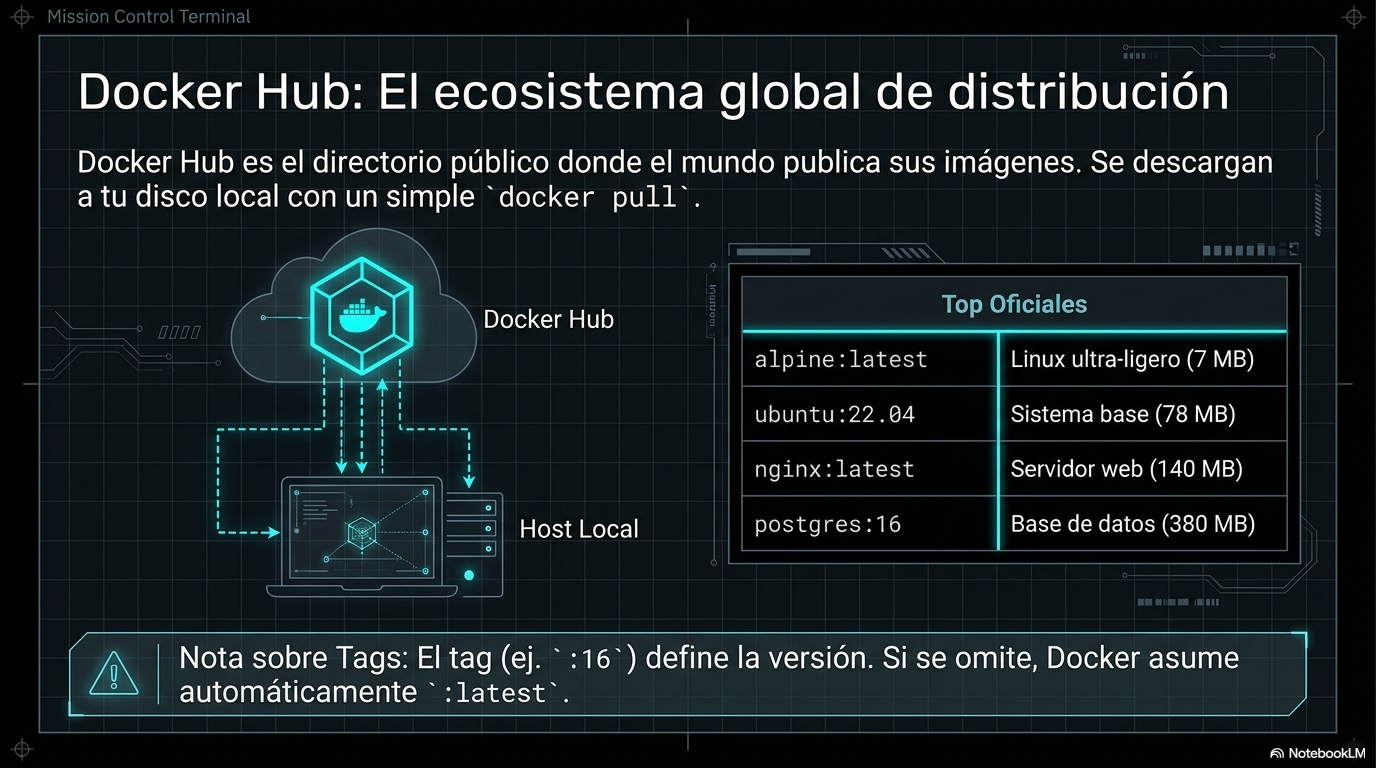 Mission Control Terminal
Docker Hub: El ecosistema global de distribución
Docker Hub es el directorio público donde el mundo publica sus imágenes. Se descargan
a tu disco local con un simple `docker pull`.
Docker Hub
Host Local
Top Oficiales
alpine:latest Linux ultra-ligero (7 MB)
ubuntu:22.04 Sistema base (78 MB)
nginx:latest Servidor web (140 MB)
postgres:16 Base de datos (380 MB)
Nota sobre Tags: El tag (ej. `:16`) define la versión. Si se omite, Docker asume
automáticamente `:latest`.
NotebookLM